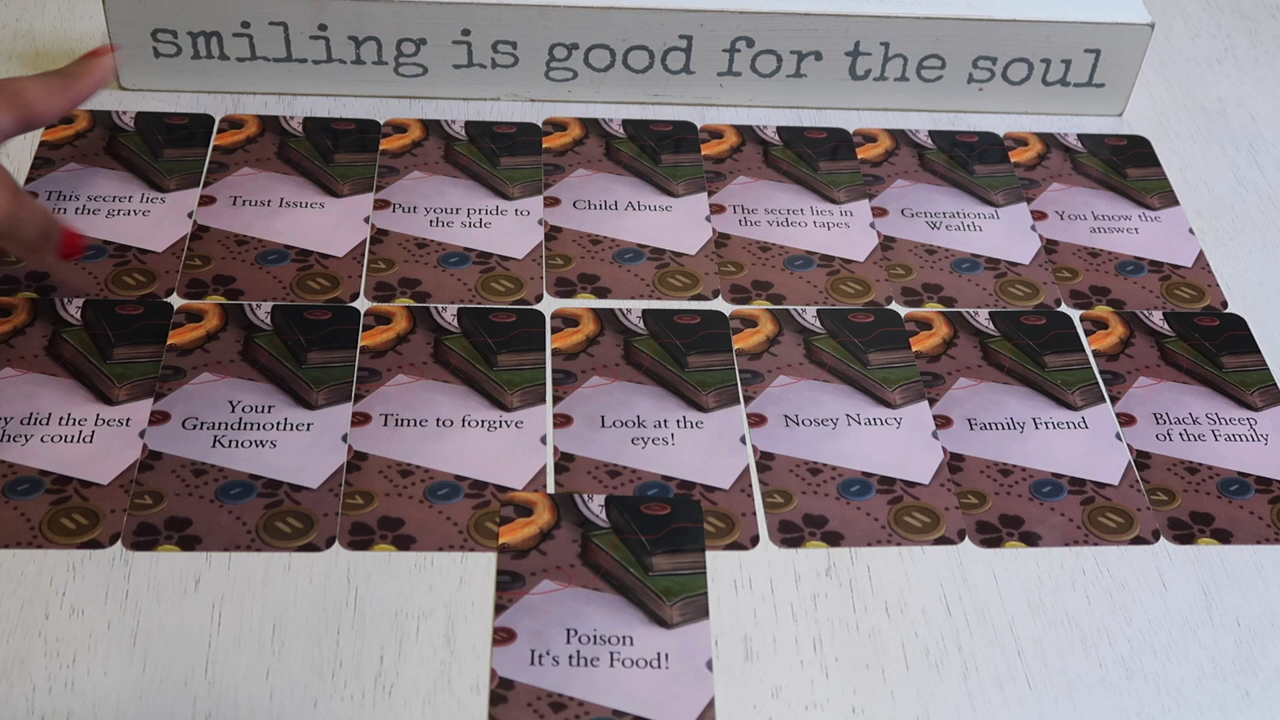 smiling is good for the soul
This secret lies
in the grave
Trust Issues
Put your pride to
the side
Child Abuse
The secret lies in
the video tapes
Generational
Wealth
You know the
answer
did the best
they could
Your
Grandmother
Knows
Time to forgive
Look at the
eyes!
Nosey Nancy
Family Friend
Black Sheep
of the Family
Poison
It's the Food!